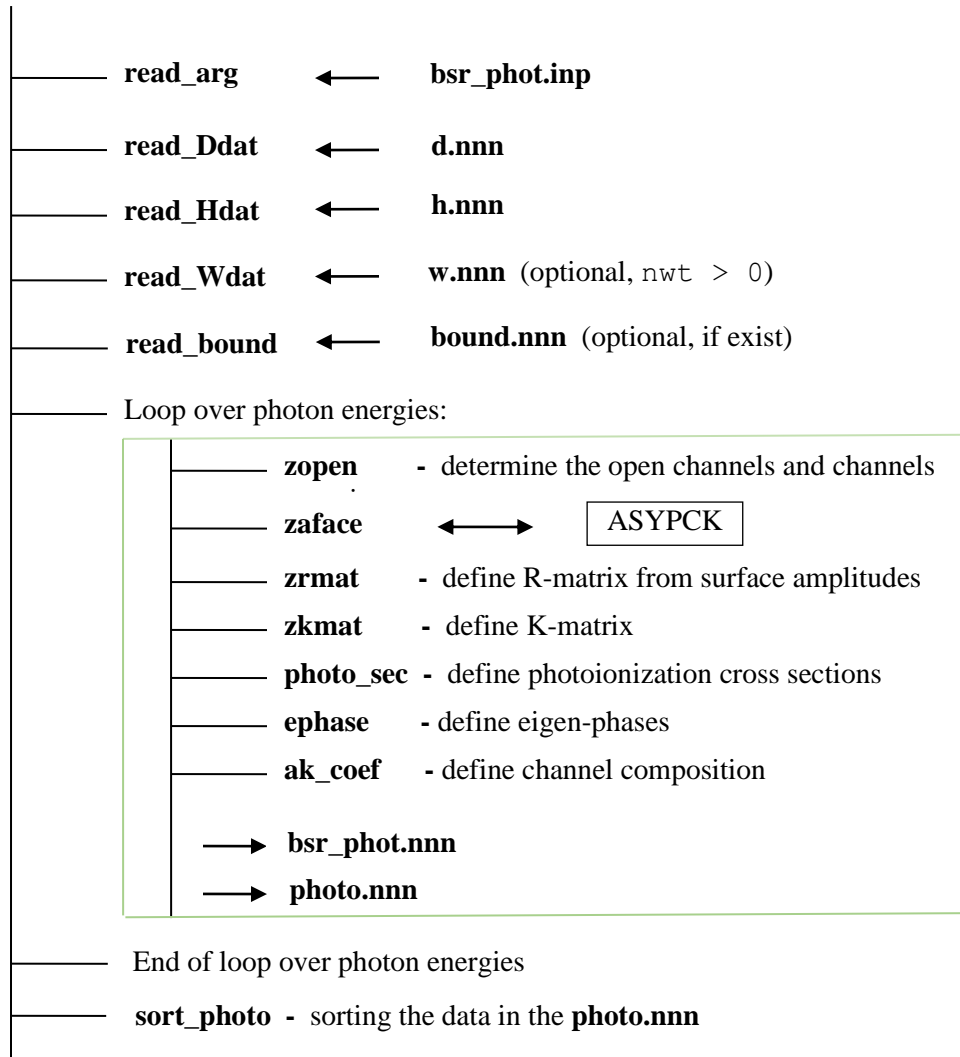 read_arg bsr_phot.inp
read_Ddat d.nnn
read_Hdat h.nnn
read_Wdat w.nnn (optional, nwt > 0)
read_bound bound.nnn (optional, if exist)
Loop over photon energies:
zopen - determine the open channels and channels
.
zaface ASYPCK
zrmat - define R-matrix from surface amplitudes
zkmat - define K-matrix
photo_sec - define photoionization cross sections
ephase - define eigen-phases
ak_coef - define channel composition
bsr_phot.nnn
photo.nnn
End of loop over photon energies
sort_photo - sorting the data in the photo.nnn